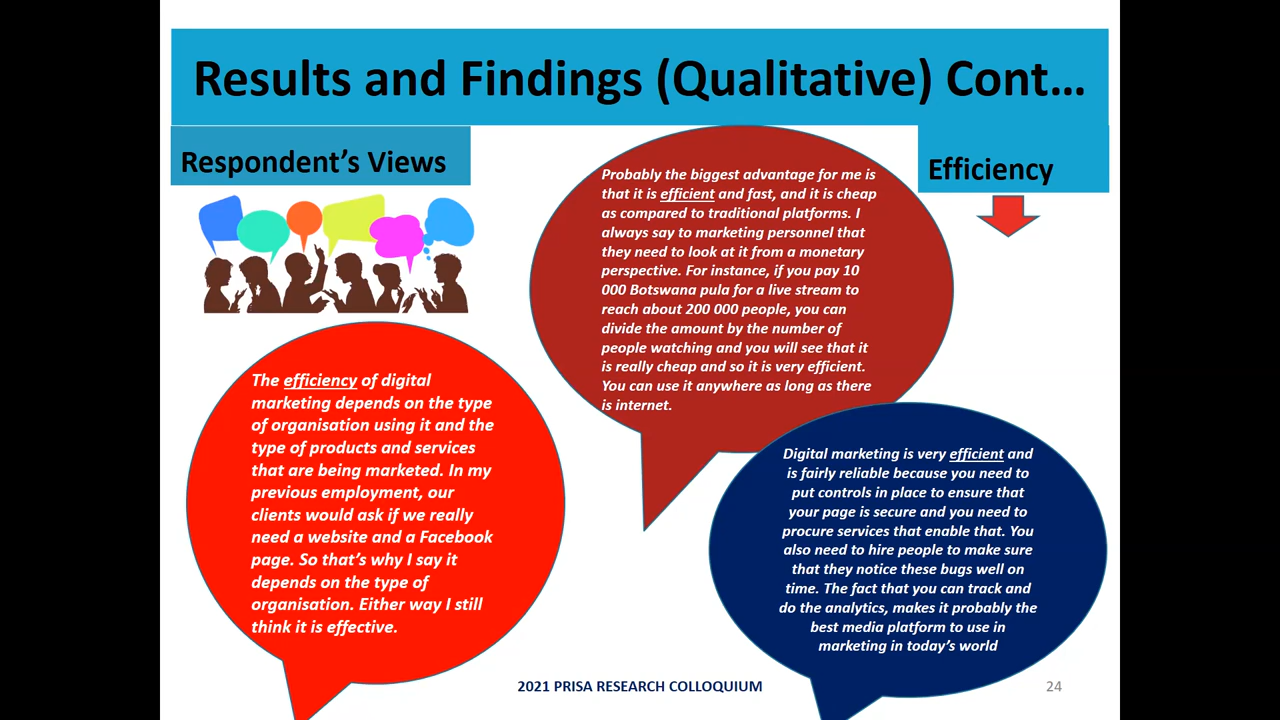 Results and Findings (Qualitative) Cont...
Respondent's Views
Efficiency
Probably the biggest advantage for me is
that it is efficient and fast, and it is cheap
as compared to traditional platforms. I
always say to marketing personnel that
they need to look at it from a monetary
perspective. For instance, if you pay 10
000 Botswana pula for a live stream to
reach about 200 000 people, you can
divide the amount by the number of
people watching and you will see that it
is really cheap and so it is very efficient.
You can use it anywhere as long as there
is internet.
The efficiency of digital
marketing depends on the type
of organisation using it and the
type of products and services
that are being marketed. In my
previous employment, our
clients would ask if we really
need a website and a Facebook
page. So that's why I say it
depends on the type of
organisation. Either way I still
think it is effective.
Digital marketing is very efficient and
is fairly reliable because you need to
put controls in place to ensure that
your page is secure and you need to
procure services that enable that. You
also need to hire people to make sure
that they notice these bugs well on
time. The fact that you can track and
do the analytics, makes it probably the
best media platform to use in
marketing in today's world
2021 PRISA RESEARCH COLLOQUIUM
24